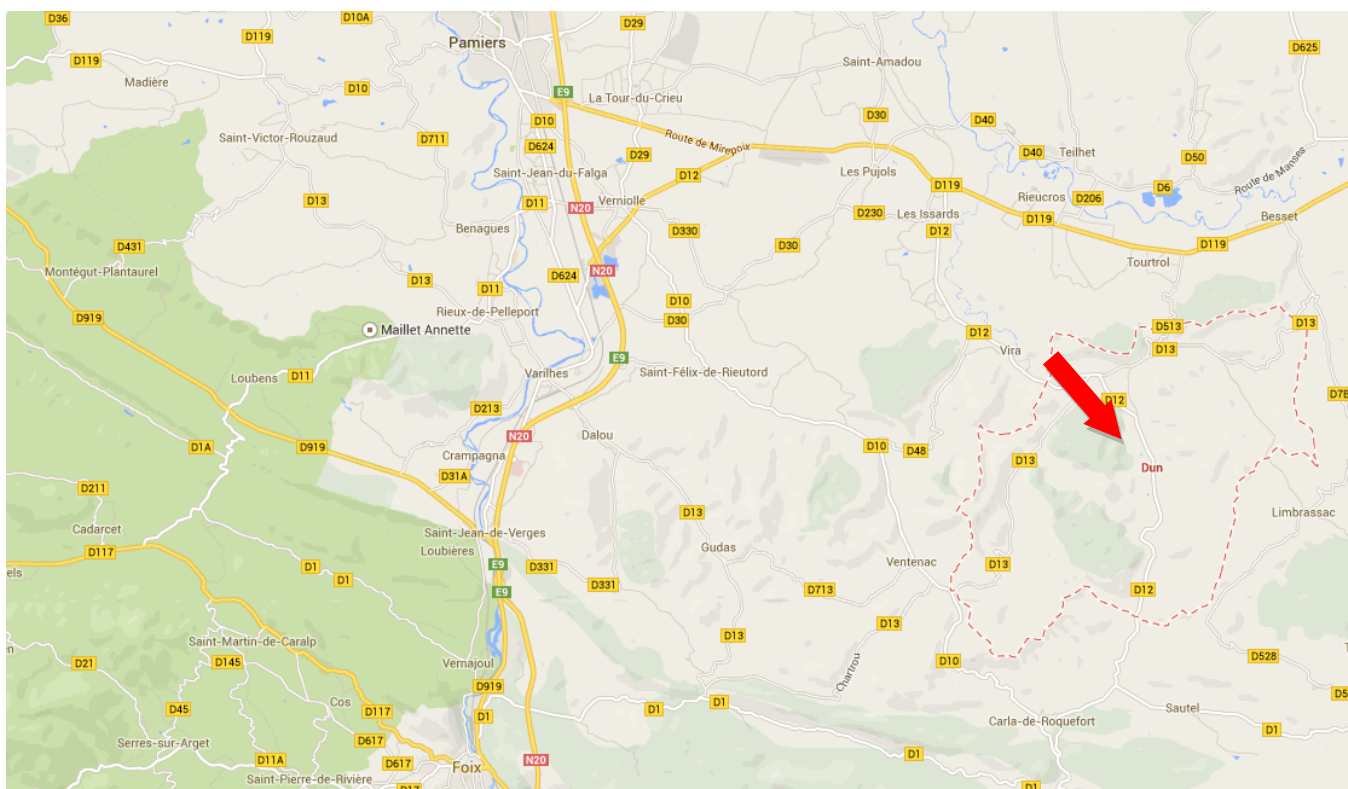 D36
D10A
D29
D119
Pamiers
D625
D119
Saint-Amadou
Madière
D10
E9
La Tour-du-Crieu
D10
D30
D40
Saint-Victor-Rouzaud
D711
Route de Mirepoix
D624
D29
D40
Teilhet
D50
Saint-Jean-du-Falga
D12
Les Pujols
D119
Route de Manses
D6
D13
D11
N20
Verniolle
D230
Les Issards
Rieucros
D206
D119
Besset
Benagues
D330
D12
D431
D30
D119
Montégut-Plantaurel
D624
N20
Tourtrol
D13
D11
D10
Rieux-de-Pelleport
D919
Maillet Annette
D30
D12
D513
D13
Vira
D13
E9
Loubens
D11
Varilhes
Saint-Félix-de-Rieutord
D213
D12
D7B
N20
Dalou
D1A
D919
Crampagna
D10
D48
D13
Dun
D31A
D211
D13
Limbrassac
Cadarcet
Saint-Jean-de-Verges
D117
Loubières
Gudas
els
D1
D1
E9
D331
Ventenac
D13
E9
D331
D713
D12
D13
D13
Saint-Martin-de-Caralp
D21
D145
Vernajoul
Chartrou
D10
D528
D919
D45
Cos
D117
D1
D1
D1
Sautel
Carla-de-Roquefort
D1
Serres-sur-Arget
D617
D11A
D617
Foix
N20
D1
Saint-Pierre-de-Rivière
D17
D1